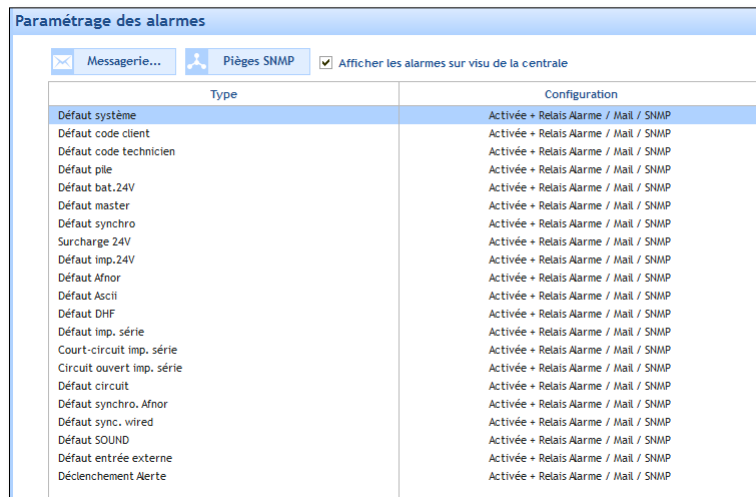 Paramétrage des alarmes
Messagerie... Pièges SNMP Afficher les alarmes sur visu de la centrale
Type Configuration
Défaut système Activée + Relais Alarme / Mail / SNMP
Défaut code client Activée + Relais Alarme / Mail / SNMP
Défaut code technicien Activée + Relais Alarme / Mail / SNMP
Défaut pile Activée + Relais Alarme / Mail / SNMP
Défaut bat.24V Activée + Relais Alarme / Mail / SNMP
Défaut master Activée + Relais Alarme / Mail / SNMP
Défaut synchro Activée + Relais Alarme / Mail / SNMP
Surcharge 24V Activée + Relais Alarme / Mail / SNMP
Défaut imp.24V Activée + Relais Alarme / Mail / SNMP
Défaut Afnor Activée + Relais Alarme / Mail / SNMP
Défaut Ascii Activée + Relais Alarme / Mail / SNMP
Défaut DHF Activée + Relais Alarme / Mail / SNMP
Défaut imp. série Activée + Relais Alarme / Mail / SNMP
Court-circuit imp. série Activée + Relais Alarme / Mail / SNMP
Circuit ouvert imp. série Activée + Relais Alarme / Mail / SNMP
Défaut circuit Activée + Relais Alarme / Mail / SNMP
Défaut synchro. Afnor Activée + Relais Alarme / Mail / SNMP
Défaut sync. wired Activée + Relais Alarme / Mail / SNMP
Défaut SOUND Activée + Relais Alarme / Mail / SNMP
Défaut entrée externe Activée + Relais Alarme / Mail / SNMP
Déclenchement Alerte Activée + Relais Alarme / Mail / SNMP